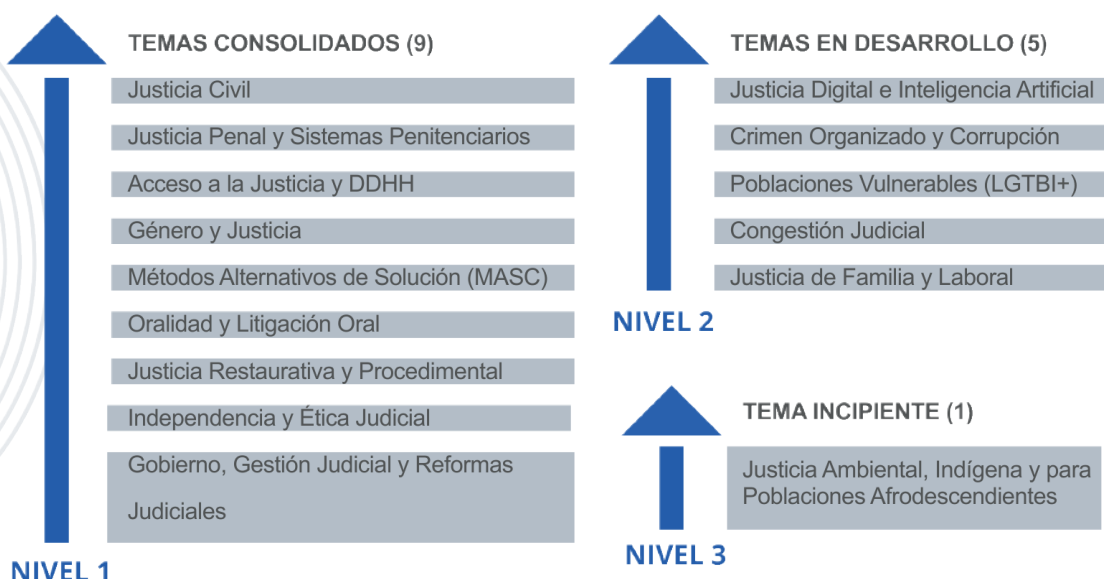 TEMAS CONSOLIDADOS (9)
Justicia Civil
Justicia Penal y Sistemas Penitenciarios
Acceso a la Justicia y DDHH
Género y Justicia
Métodos Alternativos de Solución (MASC)
Oralidad y Litigación Oral
Justicia Restaurativa y Procedimental
Independencia y Ética Judicial
Gobierno, Gestión Judicial y Reformas
Judiciales
NIVEL 1
TEMAS EN DESARROLLO (5)
Justicia Digital e Inteligencia Artificial
Crimen Organizado y Corrupción
Poblaciones Vulnerables (LGTBI+)
Congestión Judicial
Justicia de Familia y Laboral
NIVEL 2
TEMA INCIPIENTE (1)
Justicia Ambiental, Indígena y para
Poblaciones Afrodescendientes
NIVEL 3